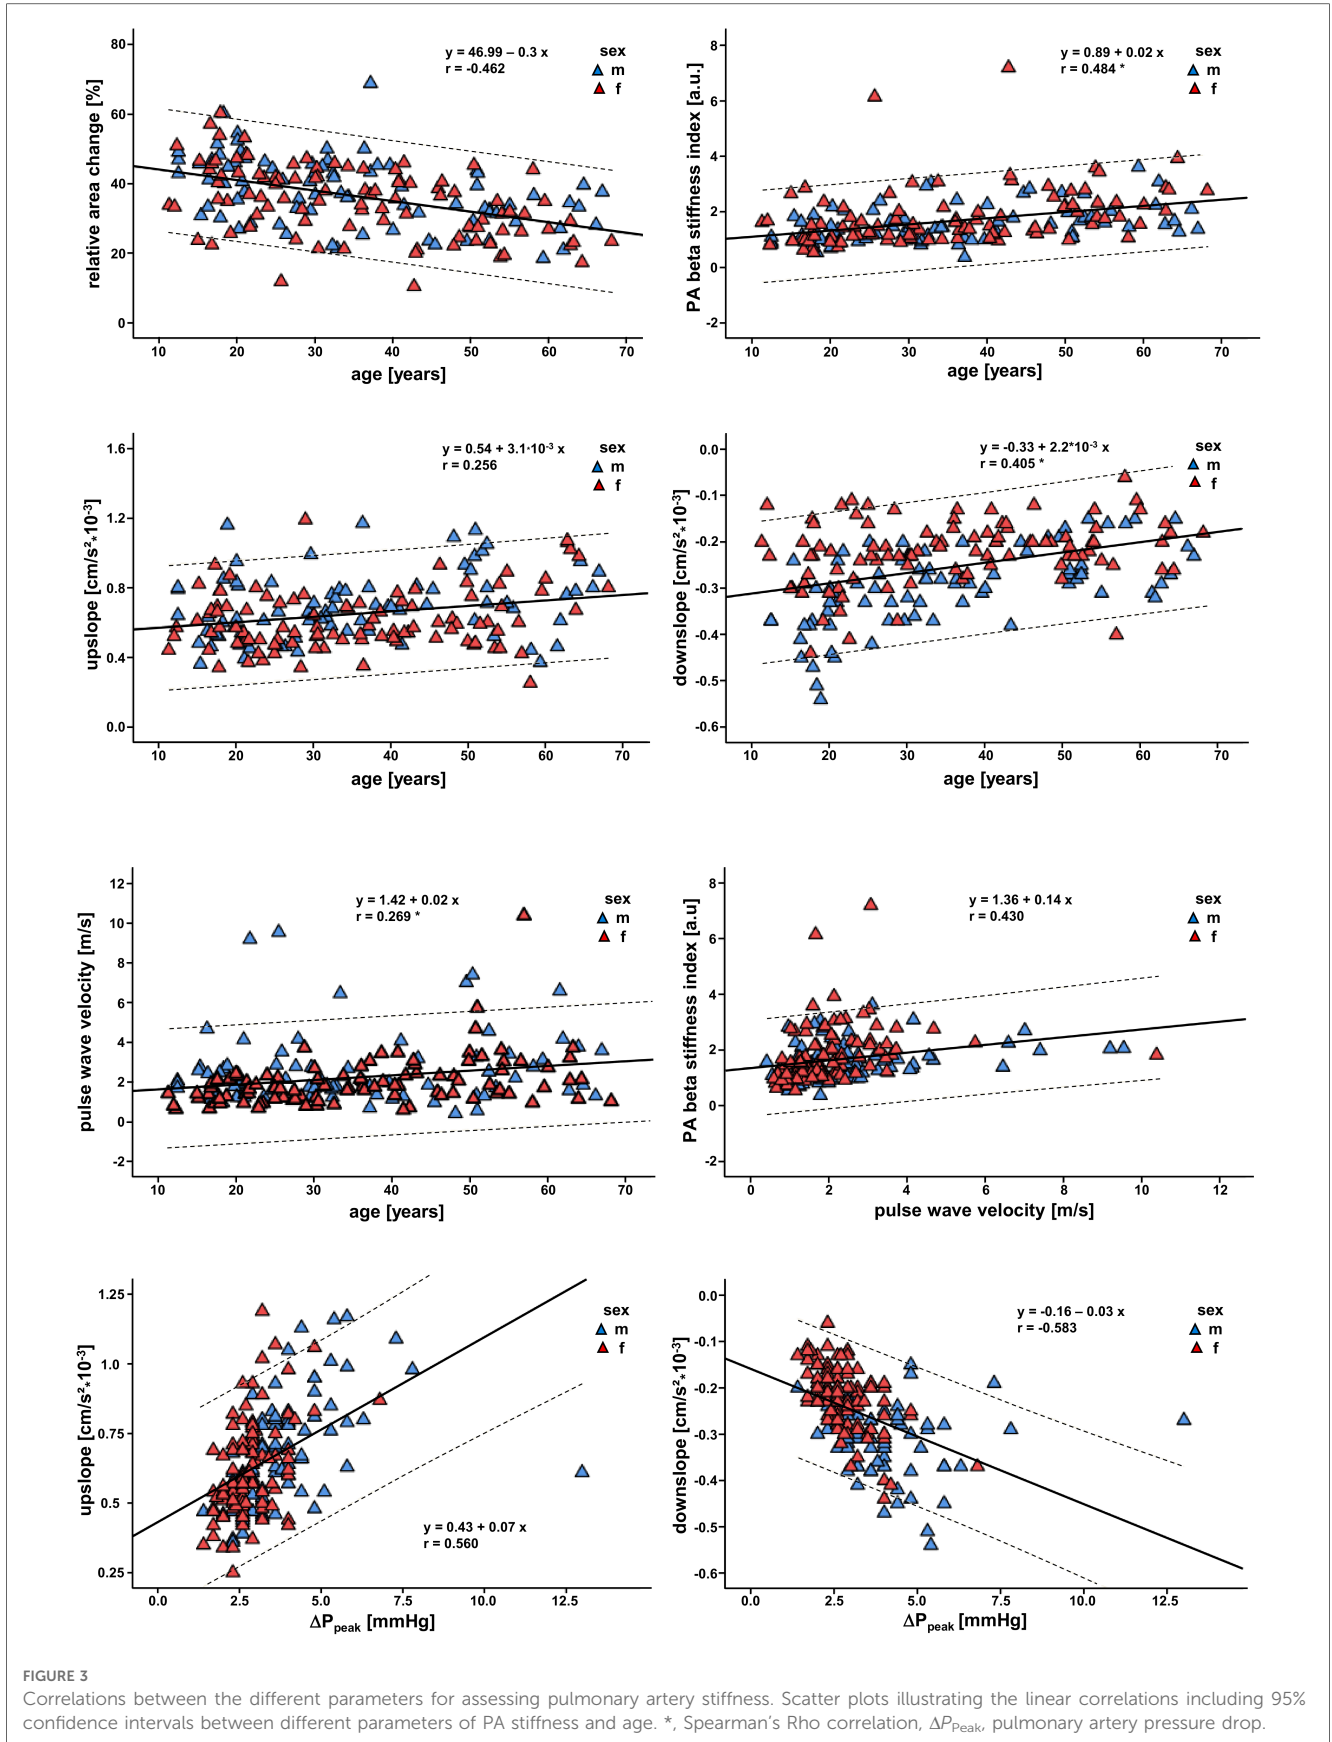 80
60
40
20
0
10 20 30 40 50 60 70
relative area change [%]
age [years]
y = 46.99 – 0.3 x
r = -0.462
sex
m
f
8
6
4
2
0
-2
10 20 30 40 50 60 70
PA beta stiffness index [a.u.]
age [years]
y = 0.89 + 0.02 x
r = 0.484 *
sex
m
f
1.6
1.2
0.8
0.4
0.0
10 20 30 40 50 60 70
upslope [cm/s²*10⁻³]
age [years]
y = 0.54 + 3.1·10⁻³ x
r = 0.256
sex
m
f
0.0
-0.1
-0.2
-0.3
-0.4
-0.5
-0.6
10 20 30 40 50 60 70
downslope [cm/s²*10⁻³]
age [years]
y = -0.33 + 2.2*10⁻³ x
r = 0.405 *
sex
m
f
12
10
8
6
4
2
0
-2
10 20 30 40 50 60 70
pulse wave velocity [m/s]
age [years]
y = 1.42 + 0.02 x
r = 0.269 *
sex
m
f
8
6
4
2
0
-2
0 2 4 6 8 10 12
PA beta stiffness index [a.u]
pulse wave velocity [m/s]
y = 1.36 + 0.14 x
r = 0.430
sex
m
f
1.25
1.0
0.75
0.5
0.25
0.0 2.5 5.0 7.5 10.0 12.5
upslope [cm/s²*10⁻³]
ΔPpeak [mmHg]
y = 0.43 + 0.07 x
r = 0.560
sex
m
f
0.0
-0.1
-0.2
-0.3
-0.4
-0.5
-0.6
0.0 2.5 5.0 7.5 10.0 12.5
downslope [cm/s²*10⁻³]
ΔPpeak [mmHg]
y = -0.16 – 0.03 x
r = -0.583
sex
m
f
FIGURE 3
Correlations between the different parameters for assessing pulmonary artery stiffness. Scatter plots illustrating the linear correlations including 95%
confidence intervals between different parameters of PA stiffness and age. *, Spearman's Rho correlation, ΔPPeak, pulmonary artery pressure drop.